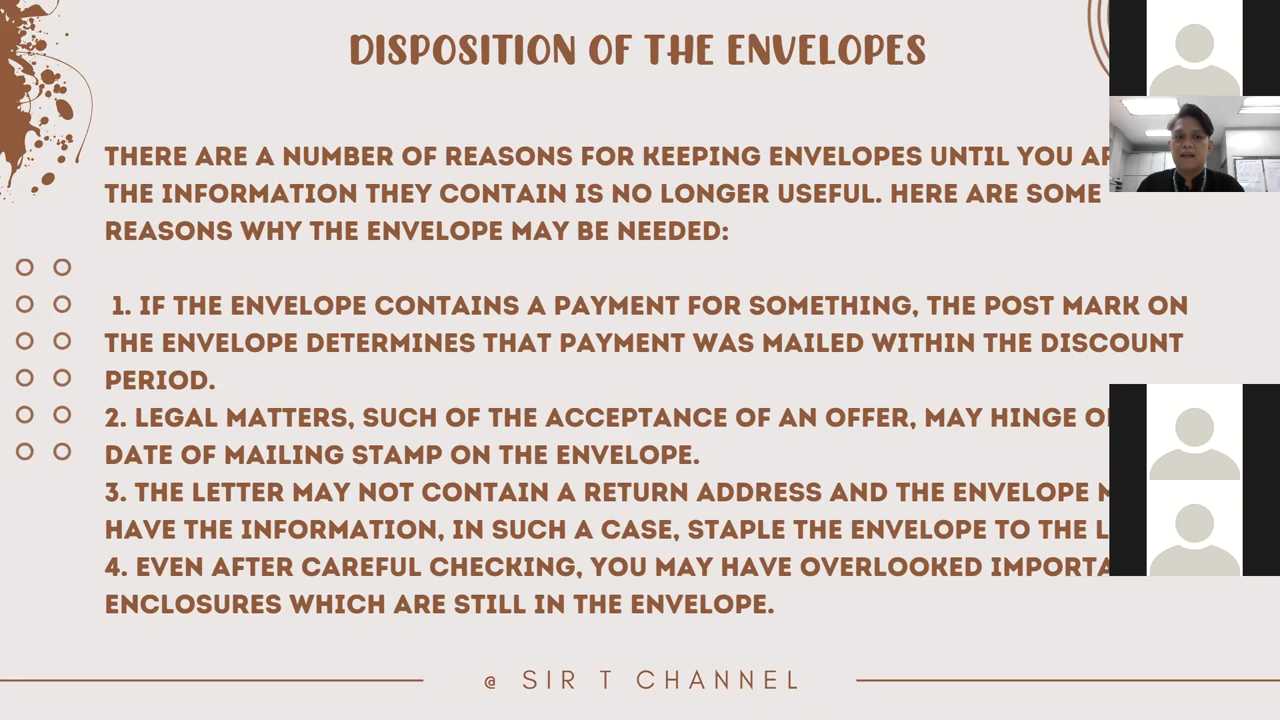 DISPOSITION OF THE ENVELOPES
THERE ARE A NUMBER OF REASONS FOR KEEPING ENVELOPES UNTIL YOU
THE INFORMATION THEY CONTAIN IS NO LONGER USEFUL. HERE ARE SOME
REASONS WHY THE ENVELOPE MAY BE NEEDED:
1. IF THE ENVELOPE CONTAINS A PAYMENT FOR SOMETHING, THE POST MARK ON
THE ENVELOPE DETERMINES THAT PAYMENT WAS MAILED WITHIN THE DISCOUNT
PERIOD.
2. LEGAL MATTERS, SUCH OF THE ACCEPTANCE OF AN OFFER, MAY HINGE
DATE OF MAILING STAMP ON THE ENVELOPE.
3. THE LETTER MAY NOT CONTAIN A RETURN ADDRESS AND THE ENVELOPE
HAVE THE INFORMATION, IN SUCH A CASE, STAPLE THE ENVELOPE TO THE
4. EVEN AFTER CAREFUL CHECKING, YOU MAY HAVE OVERLOOKED
ENCLOSURES WHICH ARE STILL IN THE ENVELOPE.
@ SIR T CHANNEL